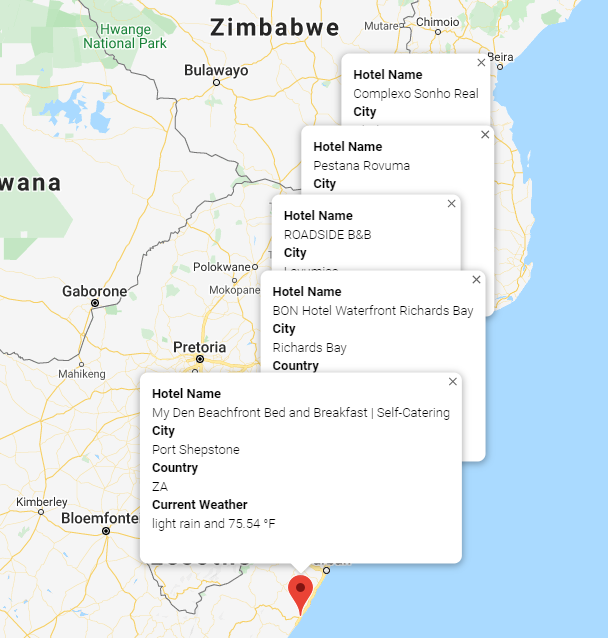 Zimbabwe
Hwange
National Park
Mutare
Chimoio
Beira
Bulawayo
Hotel Name
Complexo Sonho Real
City
Hotel Name
Pestana Rovuma
City
wana
Hotel Name
ROADSIDE B&B
City
Polokwane
Mokopane
Gaborone
Hotel Name
BON Hotel Waterfront Richards Bay
City
Richards Bay
Country
Pretoria
Mahikeng
Hotel Name
My Den Beachfront Bed and Breakfast | Self-Catering
City
Port Shepstone
Country
ZA
Current Weather
light rain and 75.54 °F
Kimberley
Bloemfonte